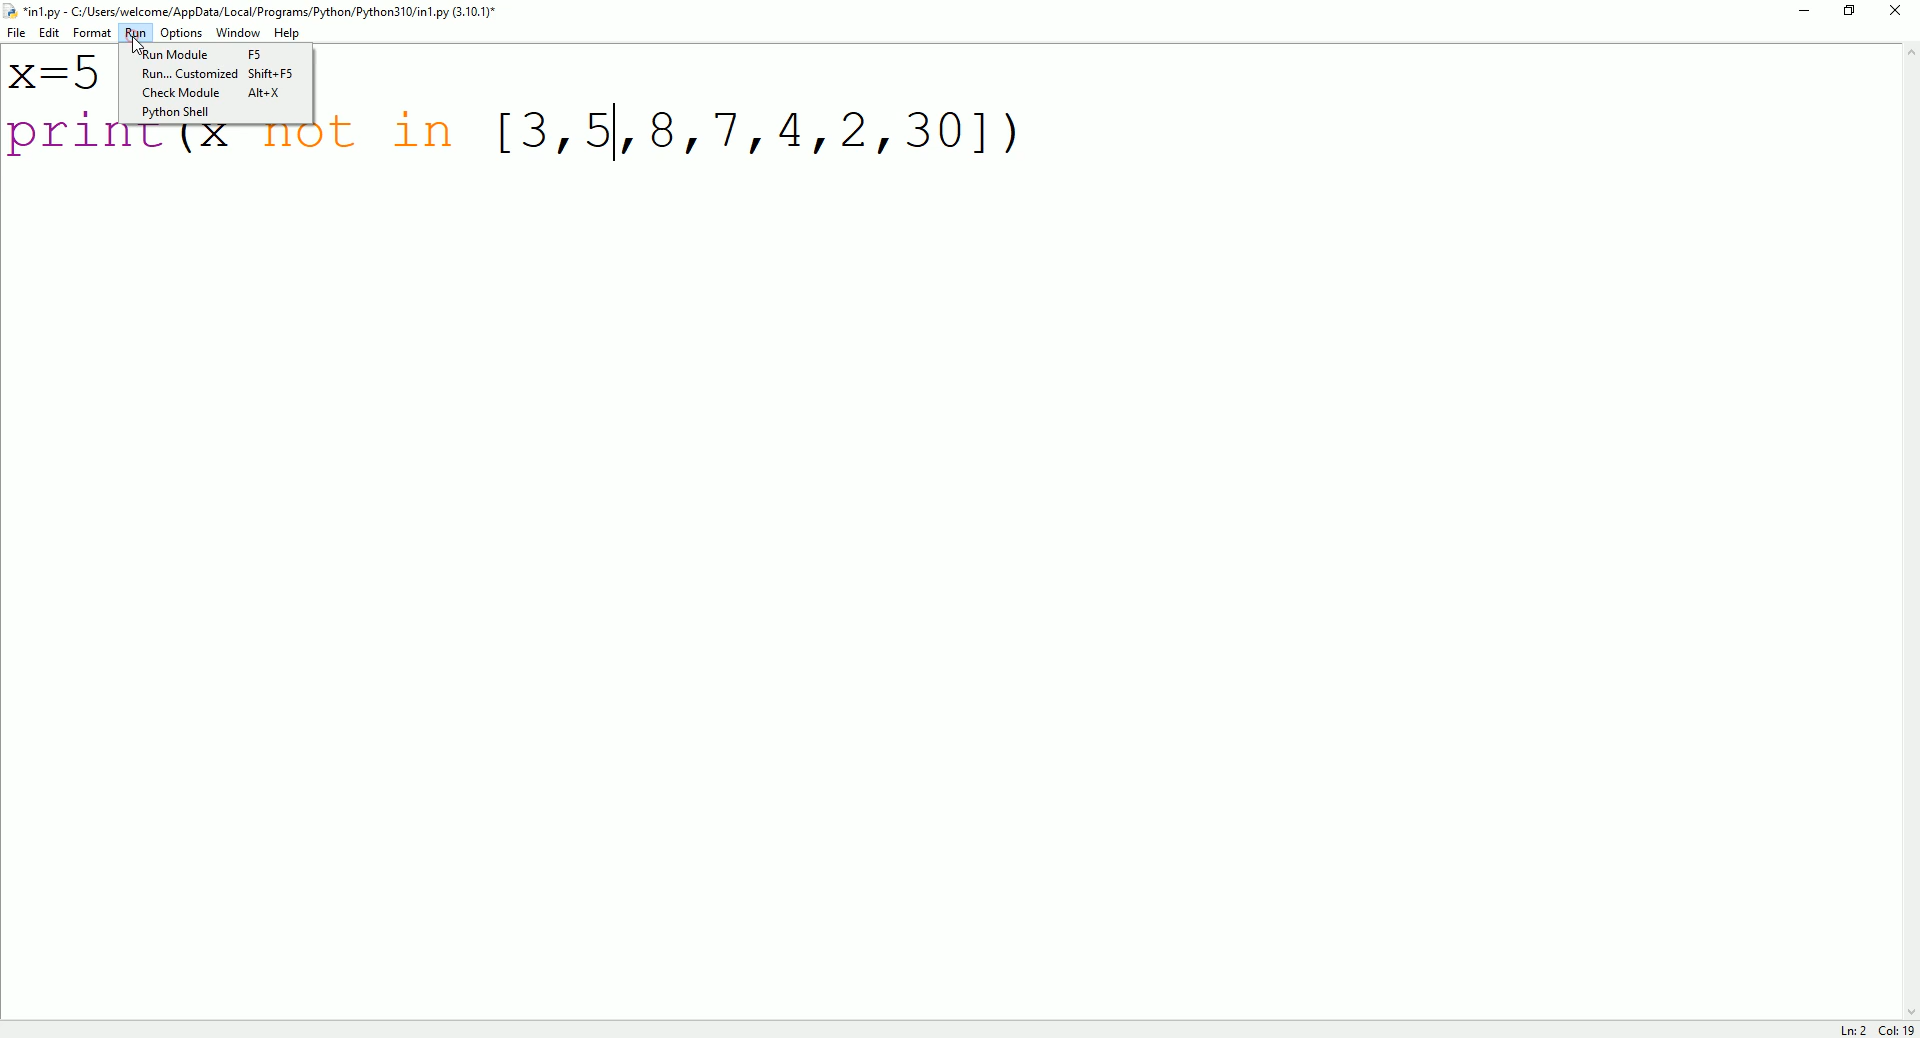 *in1.py - C:/Users/welcome/AppData/Local/Programs/Python/Python310/in1.py (3.10.1)*
File Edit Format Run Options Window Help
Run Module F5
Run... Customized Shift+F5
Check Module Alt+X
Python Shell
x=5
print(x not in [3,5,8,7,4,2,30])
Ln: 2 Col: 19